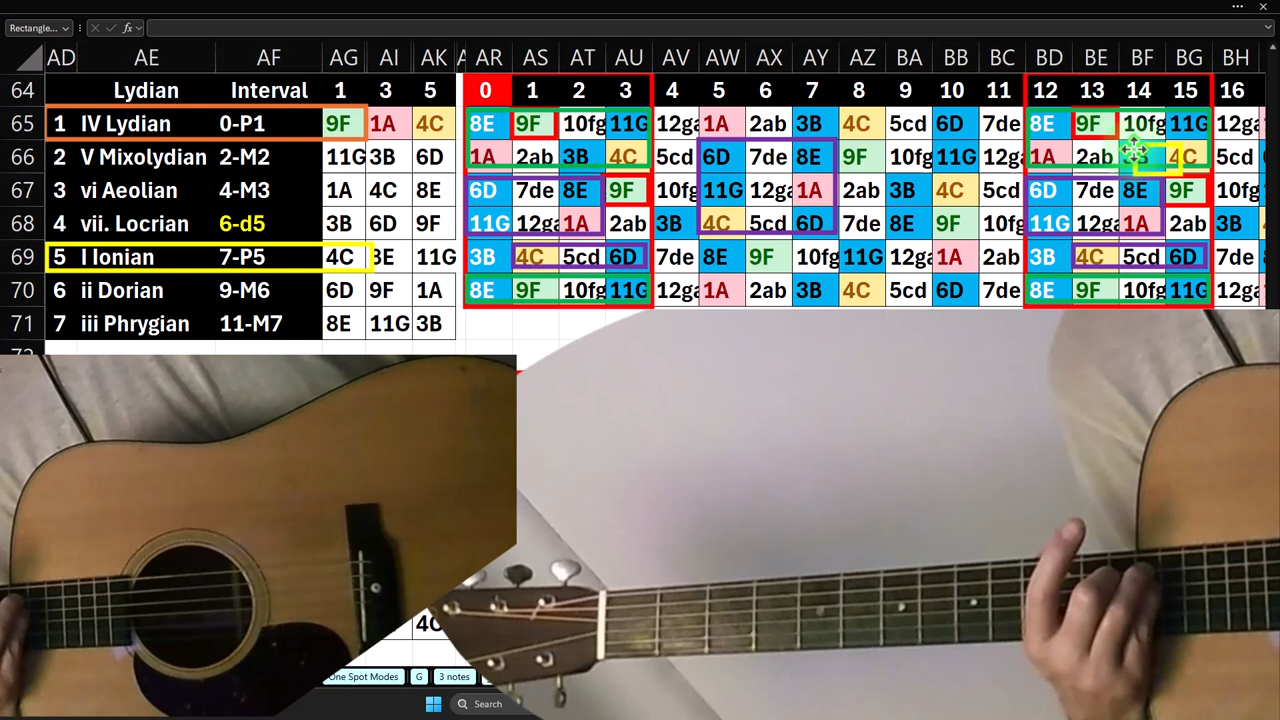 Rectangle... fx
AD AE AF AG AI AK AR AS AT AU AV AW AX AY AZ BA BB BC BD BE BF BG BH
64 Lydian Interval 1 3 5 0 1 2 3 4 5 6 7 8 9 10 11 12 13 14 15 16
65 1 IV Lydian 0-P1 9F 1A 4C 8E 9F 10fg 11G 12ga 1A 2ab 3B 4C 5cd 6D 7de 8E 9F 10fg 11G 12ga
66 2 V Mixolydian 2-M2 11G 3B 6D 1A 2ab 3B 4C 5cd 6D 7de 8E 9F 10fg 11G 12ga 1A 2ab 4C 5cd
67 3 vi Aeolian 4-M3 1A 4C 8E 6D 7de 8E 9F 10fg 11G 12ga 1A 2ab 3B 4C 5cd 6D 7de 8E 9F 10fg
68 4 vii. Locrian 6-d5 3B 6D 9F 11G 12ga 1A 2ab 3B 4C 5cd 6D 7de 8E 9F 10fg 11G 12ga 1A 2ab 3B
69 5 I Ionian 7-P5 4C 8E 11G 3B 4C 5cd 6D 7de 8E 9F 10fg 11G 12ga 1A 2ab 3B 4C 5cd 6D 7de
70 6 ii Dorian 9-M6 6D 9F 1A 8E 9F 10fg 11G 12ga 1A 2ab 3B 4C 5cd 6D 7de 8E 9F 10fg 11G 12ga
71 7 iii Phrygian 11-M7 8E 11G 3B
One Spot Modes G 3 notes
Search